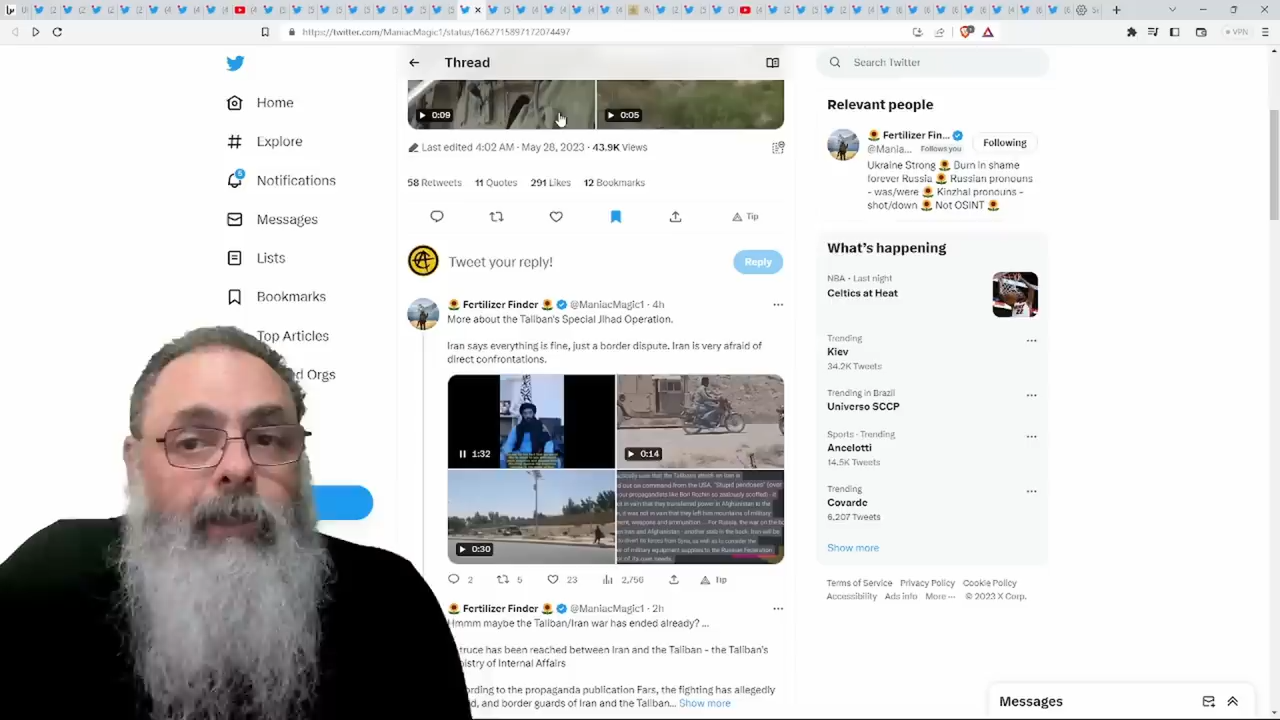 https://twitter.com/ManiacMagic1/status/1662715897172074497
VPN
Home
Explore
6
Notifications
Messages
Lists
Bookmarks
Top Articles
Orgs
Thread
0:09
0:05
Last edited 4:02 AM · May 28, 2023 · 43.9K Views
58 Retweets 11 Quotes 291 Likes 12 Bookmarks
Tip
Tweet your reply!
Reply
Fertilizer Finder @ManiacMagic1 · 4h
More about the Taliban's Special Jihad Operation.
Iran says everything is fine, just a border dispute. Iran is very afraid of
direct confrontations.
1:32
0:14
0:30
2 5 23 2,750 Tip
Fertilizer Finder @ManiacMagic1 · 2h
Hmmm maybe the Taliban/Iran war has ended already? ...
truce has been reached between Iran and the Taliban - the Taliban's
istry of Internal Affairs
ording to the propaganda publication Fars, the fighting has allegedly
d, and border guards of Iran and the Taliban... Show more
Search Twitter
Relevant people
Fertilizer Fin...
@Mania... Follows you
Following
Ukraine Strong Burn in shame
forever Russia Russian pronouns
- was/were Kinzhal pronouns -
shot/down Not OSINT
What's happening
NBA · Last night
Celtics at Heat
Trending
Kiev
34.2K Tweets
Trending in Brazil
Universo SCCP
Sports · Trending
Ancelotti
14.5K Tweets
Trending
Covarde
6,207 Tweets
Show more
Terms of Service Privacy Policy Cookie Policy
Accessibility Ads info More ··· © 2023 X Corp.
Messages